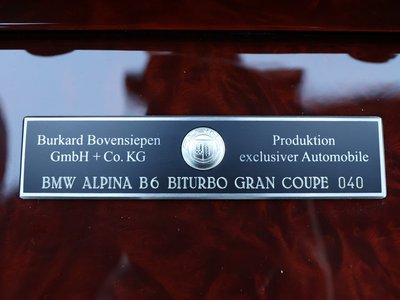 Burkard Bovensiepen
GmbH + Co. KG
Produktion
exclusiver Automobile
BMW ALPINA B6 BITURBO GRAN COUPE 040